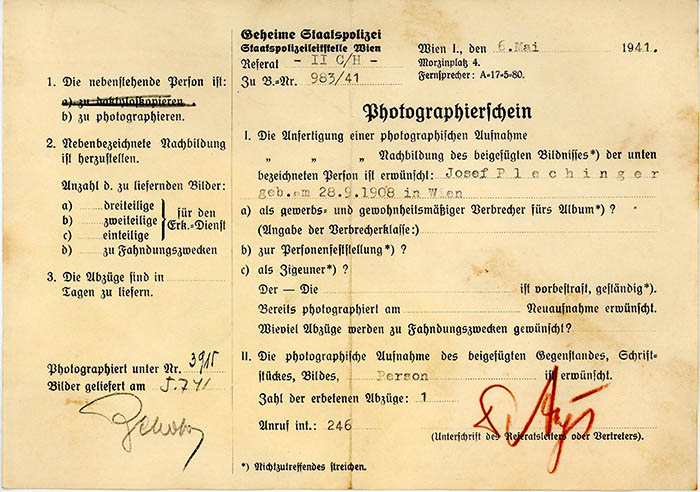 Geheime Staatspolizei
Staatspolizeileitstelle Wien
Referat - II C/H -
Zu B.=Nr. 983/41
Wien I., den 6. Mai 1941.
Morzinplatz 4.
Fernsprecher: A=17=5=80.
1. Die nebenstehende Person ist:
a) zu daktyloskopieren.
b) zu photographieren.
2. Nebenbezeichnete Nachbildung
ist herzustellen.
Anzahl d. zu liefernden Bilder:
a) dreiteilige
b) zweiteilige
c) einteilige
für den
Erk.=Dienst
d) zu Fahndungszwecken
3. Die Abzüge sind in
Tagen zu liefern.
Photographiert unter Nr. 3915
Bilder geliefert am 5.741
Photographierschein
I. Die Anfertigung einer photographischen Aufnahme
„ „ „ Nachbildung des beigefügten Bildnisses*) der unten
bezeichneten Person ist erwünscht: Josef Plechinger
geb.am 28.9.1908 in Wien
a) als gewerbs= und gewohnheitsmäßiger Verbrecher fürs Album*) ?
(Angabe der Verbrecherklasse:)
b) zur Personenfeststellung*) ?
c) als Zigeuner*) ?
Der — Die ist vorbestraft, geständig*).
Bereits photographiert am Neuaufnahme erwünscht.
Wieviel Abzüge werden zu Fahndungszwecken gewünscht?
II. Die photographische Aufnahme des beigefügten Gegenstandes, Schrift=
stückes, Bildes, Person ist erwünscht.
Zahl der erbetenen Abzüge: 1
Anruf int.: 246
(Unterschrift des Referatsleiters oder Vertreters).
*) Nichtzutreffendes streichen.